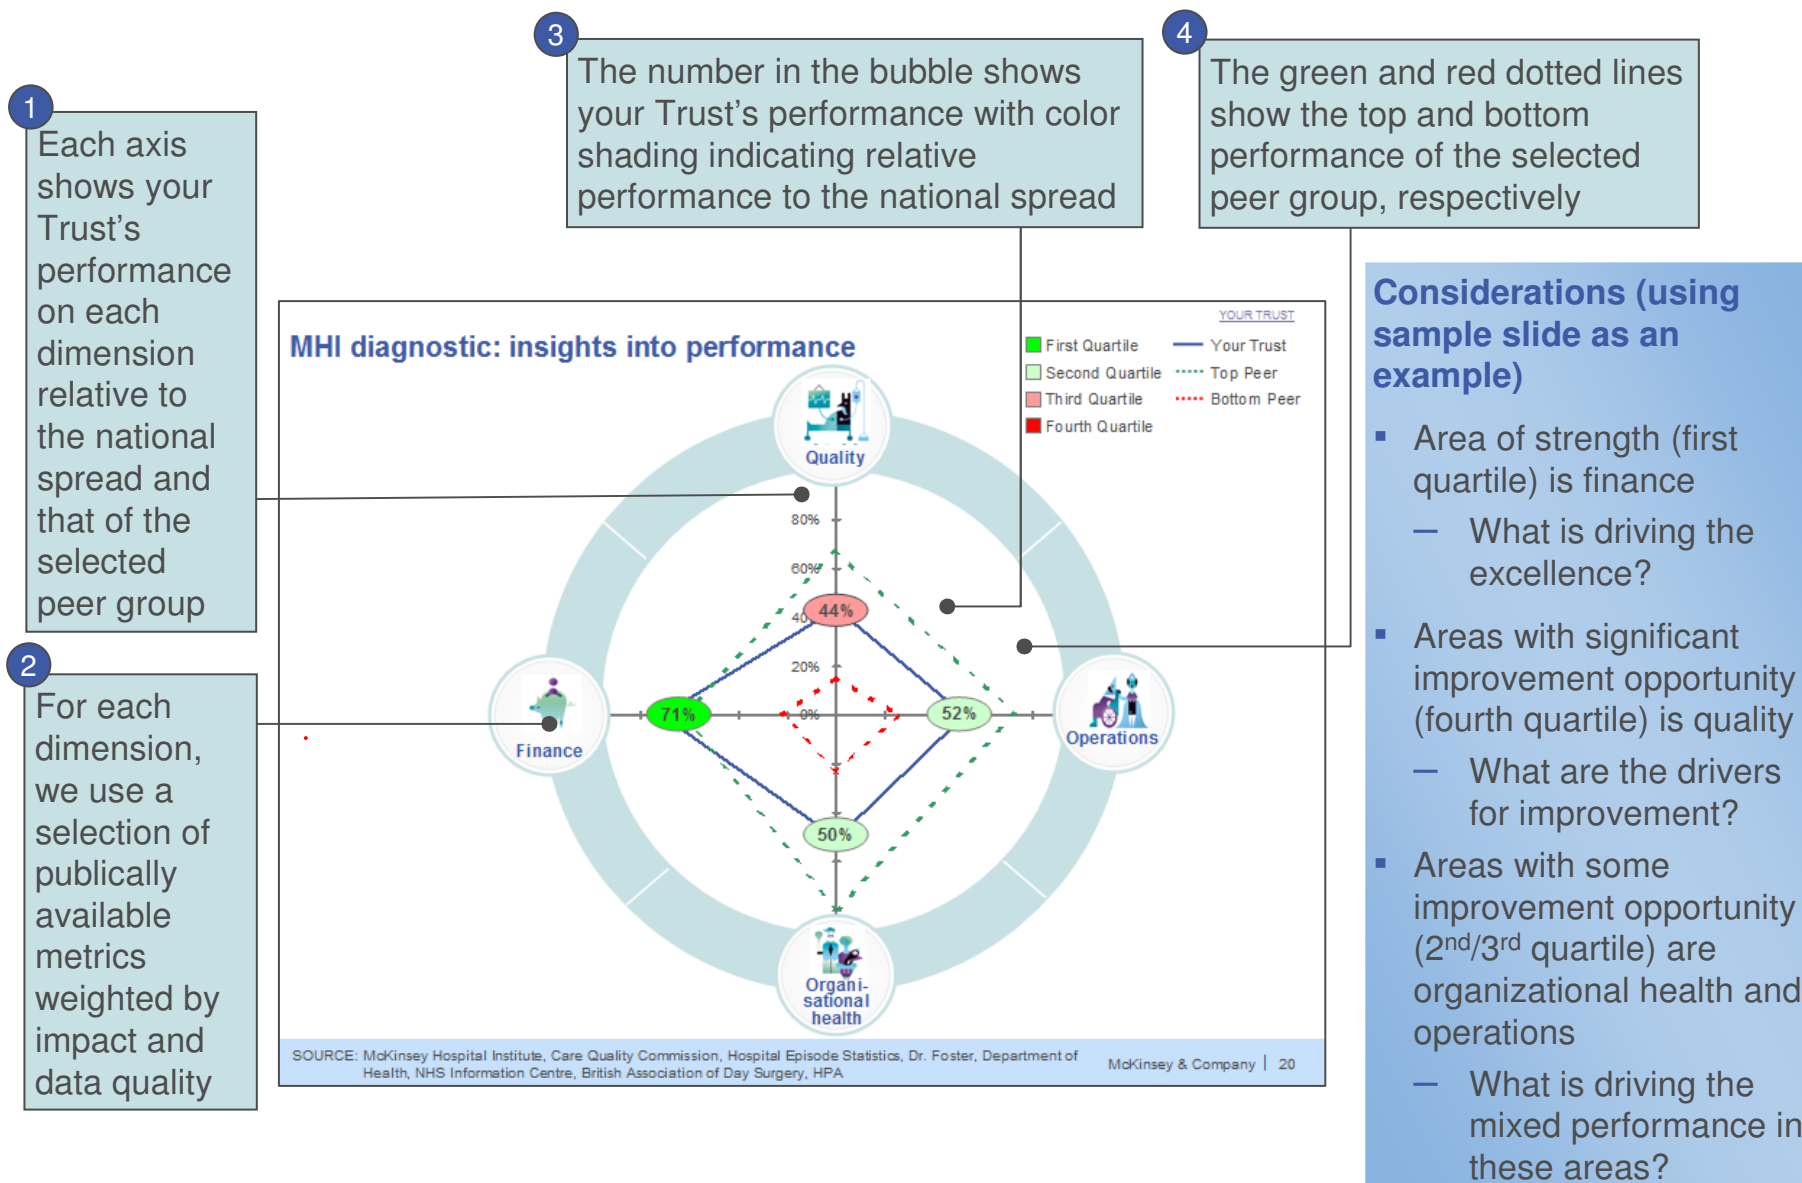 1
Each axis
shows your
Trust's
performance
on each
dimension
relative to
the national
spread and
that of the
selected
peer group
2
For each
dimension,
we use a
selection of
publically
available
metrics
weighted by
impact and
data quality
3
The number in the bubble shows
your Trust's performance with color
shading indicating relative
performance to the national spread
4
The green and red dotted lines
show the top and bottom
performance of the selected
peer group, respectively
YOUR TRUST
MHI diagnostic: insights into performance
First Quartile
Second Quartile
Third Quartile
Fourth Quartile
Your Trust
Top Peer
Bottom Peer
Quality
80%
60%
40
44%
20%
71%
0%
52%
50%
Finance
Operations
Organi-
sational
health
SOURCE: McKinsey Hospital Institute, Care Quality Commission, Hospital Episode Statistics, Dr. Foster, Department of
Health, NHS Information Centre, British Association of Day Surgery, HPA
McKinsey & Company | 20
Considerations (using
sample slide as an
example)
▪ Area of strength (first
quartile) is finance
– What is driving the
excellence?
▪ Areas with significant
improvement opportunity
(fourth quartile) is quality
– What are the drivers
for improvement?
▪ Areas with some
improvement opportunity
(2nd/3rd quartile) are
organizational health and
operations
– What is driving the
mixed performance in
these areas?